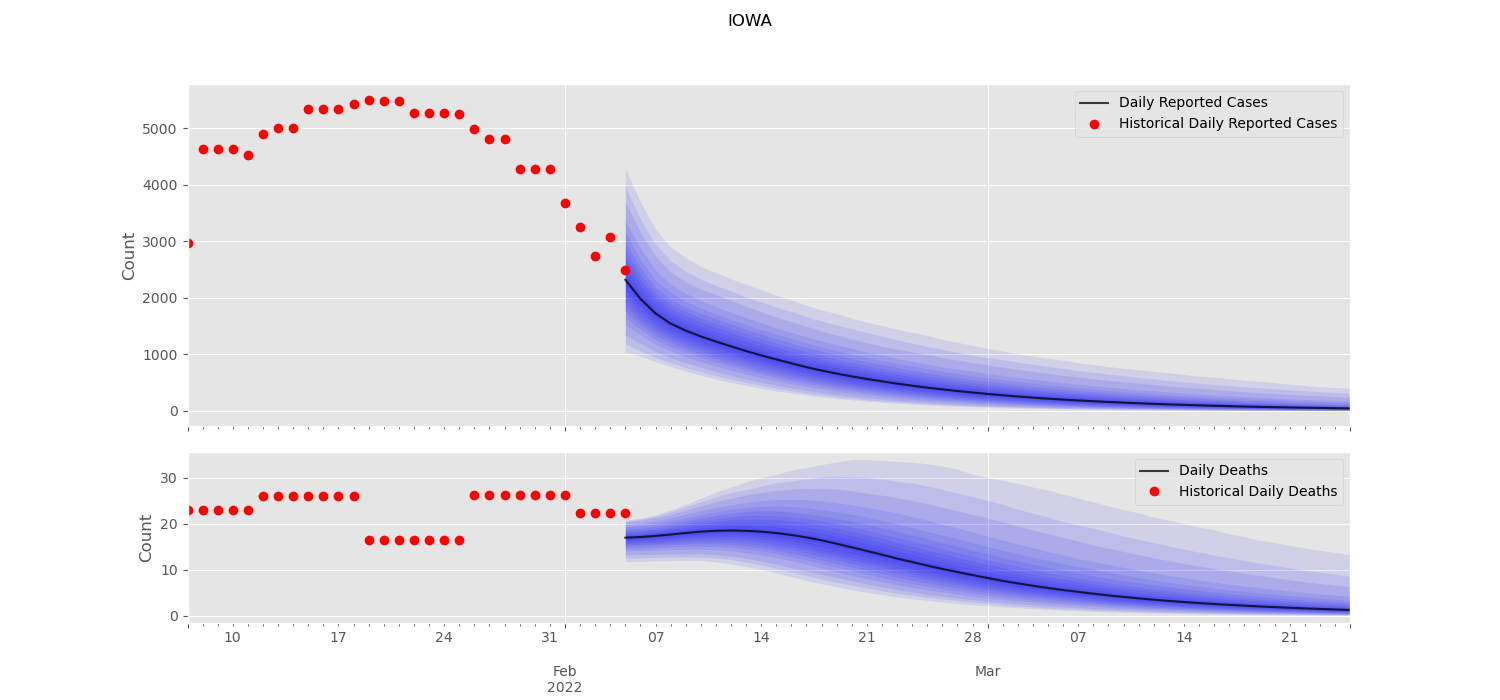 IOWA
Daily Reported Cases
Historical Daily Reported Cases
Count
5000
4000
3000
2000
1000
0
Daily Deaths
Historical Daily Deaths
Count
30
20
10
0
10 17 24 31 07 14 21 28 07 14 21
Feb Mar
2022